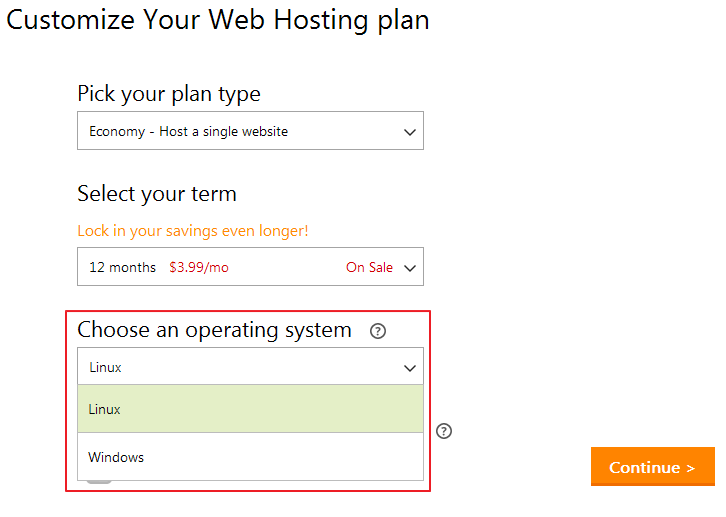 Customize Your Web Hosting plan
Pick your plan type
Economy - Host a single website
Select your term
Lock in your savings even longer!
12 months $3.99/mo On Sale
Choose an operating system ?
Linux
Linux
?
Windows
Continue >